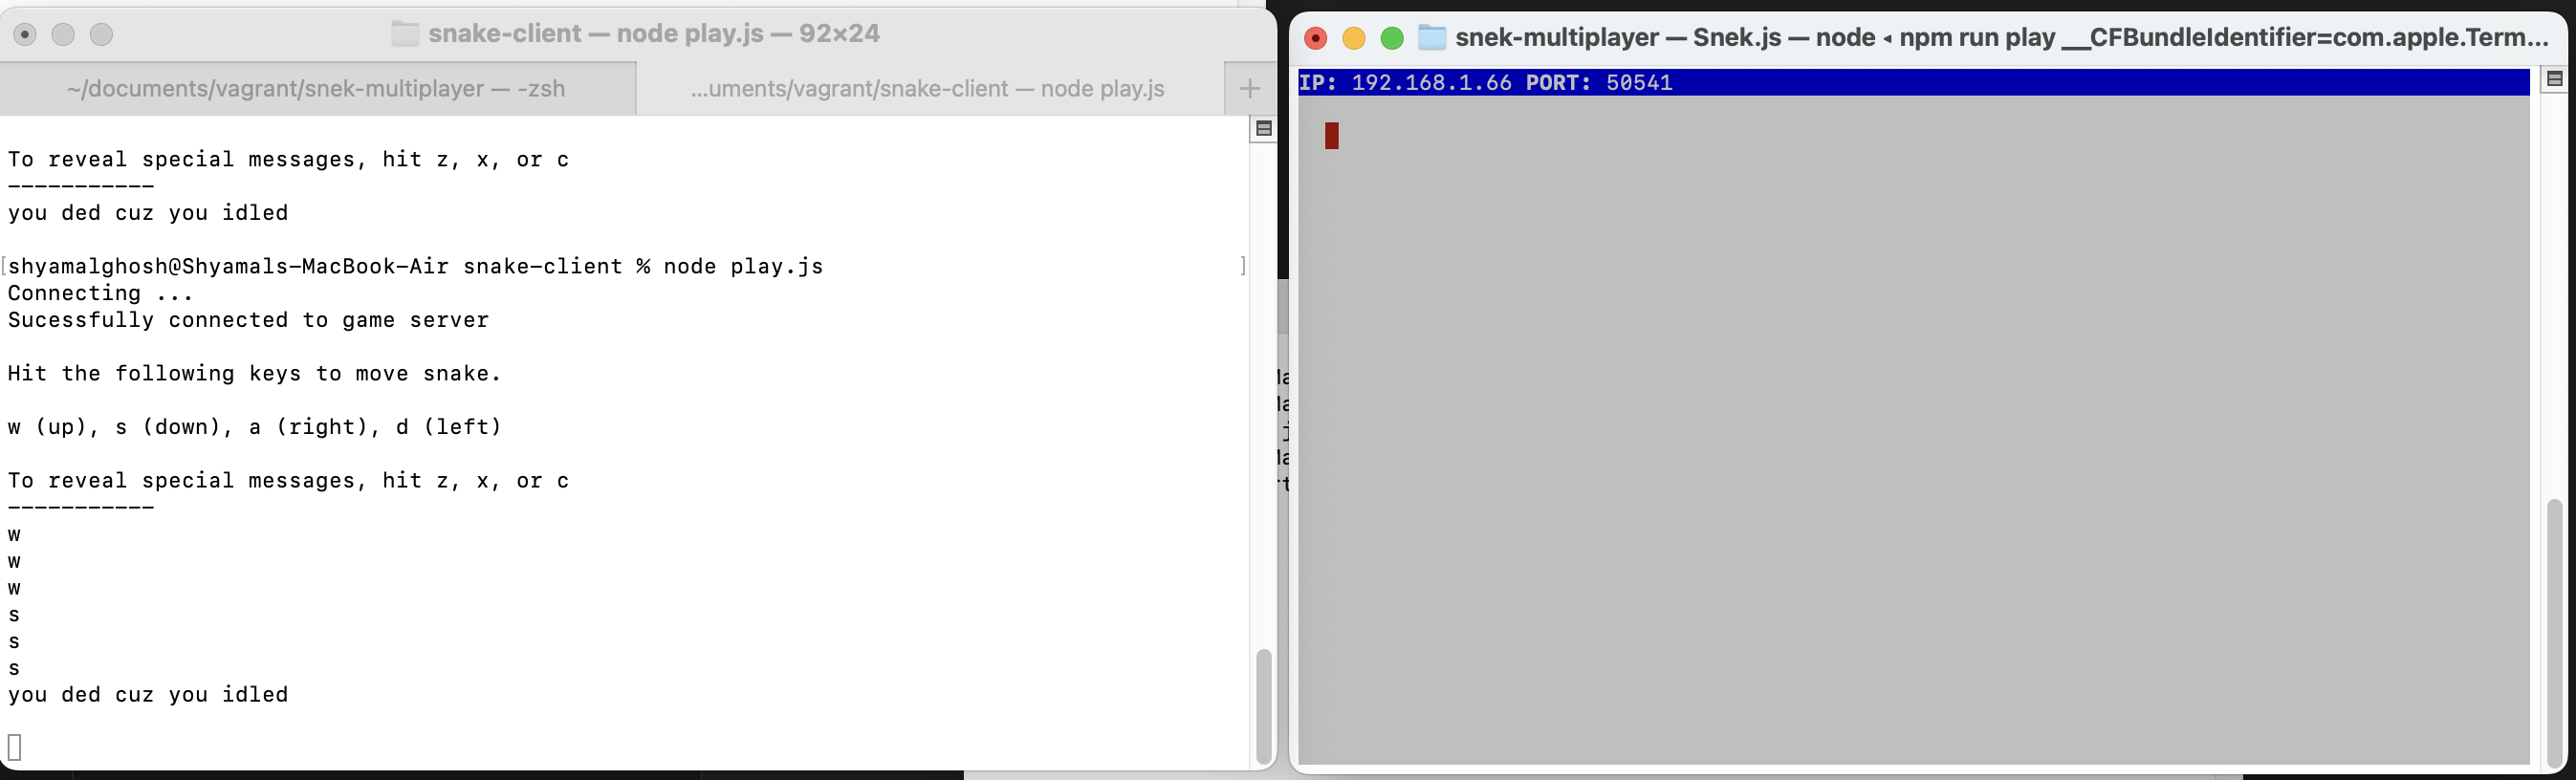 snake-client — node play.js — 92×24
~/documents/vagrant/snek-multiplayer — -zsh
...uments/vagrant/snake-client — node play.js
To reveal special messages, hit z, x, or c
-----------
you ded cuz you idled
[shyamalghosh@Shyamals-MacBook-Air snake-client % node play.js ]
Connecting ...
Sucessfully connected to game server
Hit the following keys to move snake.
w (up), s (down), a (right), d (left)
To reveal special messages, hit z, x, or c
-----------
w
w
w
s
s
s
you ded cuz you idled
snek-multiplayer — Snek.js — node ◂ npm run play __CFBundleIdentifier=com.apple.Term...
IP: 192.168.1.66 PORT: 50541